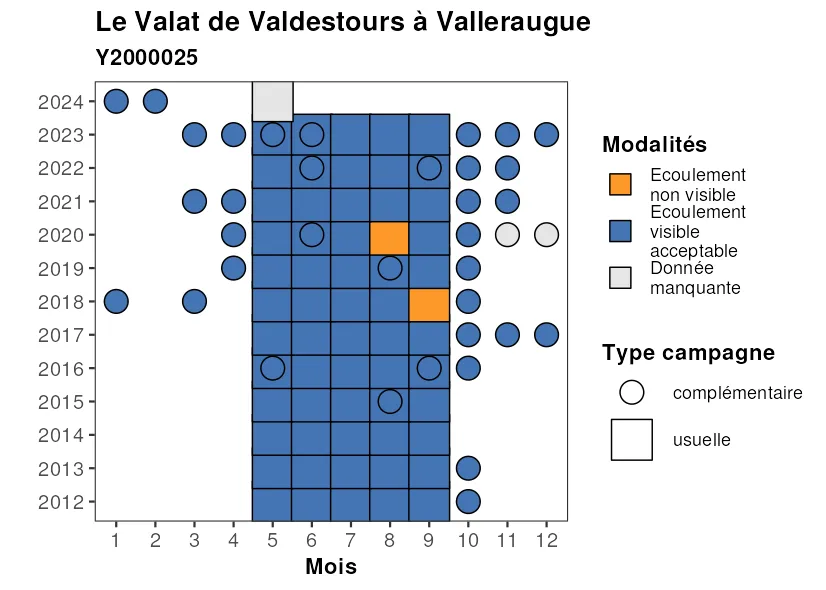 Le Valat de Valdestours à Valleraugue
Y2000025
2024
2023
2022
2021
2020
2019
2018
2017
2016
2015
2014
2013
2012
1 2 3 4 5 6 7 8 9 10 11 12
Mois
Modalités
Ecoulement
non visible
Ecoulement
visible
acceptable
Donnée
manquante
Type campagne
complémentaire
usuelle